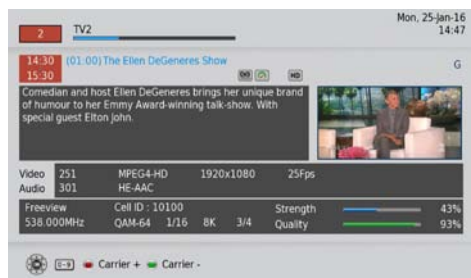 Mon, 25-Jan-16
14:47
2 TV2
14:30 (01:00) The Ellen DeGeneres Show
15:30
HD
G
Comedian and host Ellen DeGeneres brings her unique brand
of humour to her Emmy Award-winning talk-show. With
special guest Elton John.
Video 251 MPEG4-HD 1920x1080 25Fps
Audio 301 HE-AAC
Freeview Cell ID : 10100 Strength 43%
538.000MHz QAM-64 1/16 8K 3/4 Quality 93%
0~9 Carrier + Carrier -